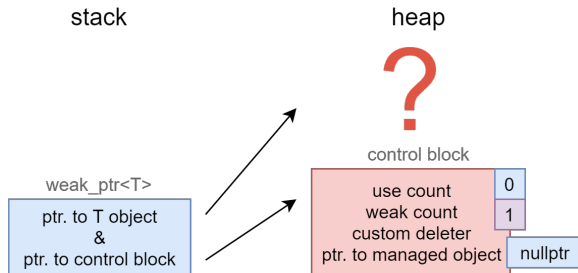 stack
heap
?
control block
weak_ptr<T>
ptr. to T object
&
ptr. to control block
use count
0
weak count
1
custom deleter
ptr. to managed object
nullptr